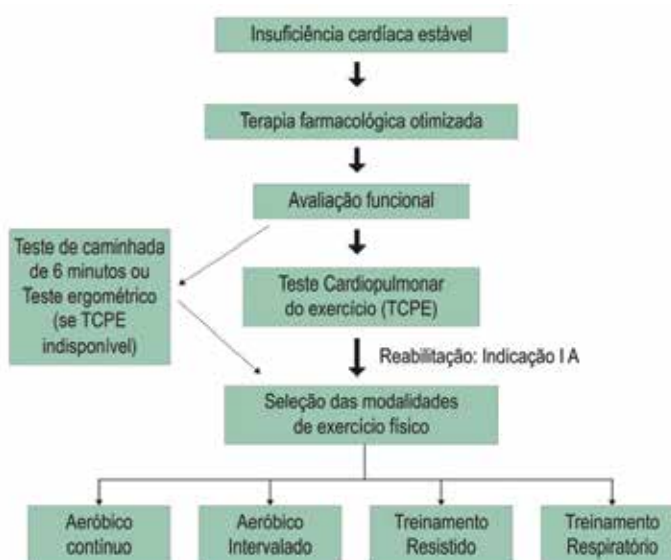 Insuficiência cardíaca estável
Terapia farmacológica otimizada
Avaliação funcional
Teste de caminhada
de 6 minutos ou
Teste ergométrico
(se TCPE
indisponível)
Teste Cardiopulmonar
do exercício (TCPE)
Reabilitação: Indicação I A
Seleção das modalidades
de exercício físico
Aeróbico
contínuo
Aeróbico
Intervalado
Treinamento
Resistido
Treinamento
Respiratório